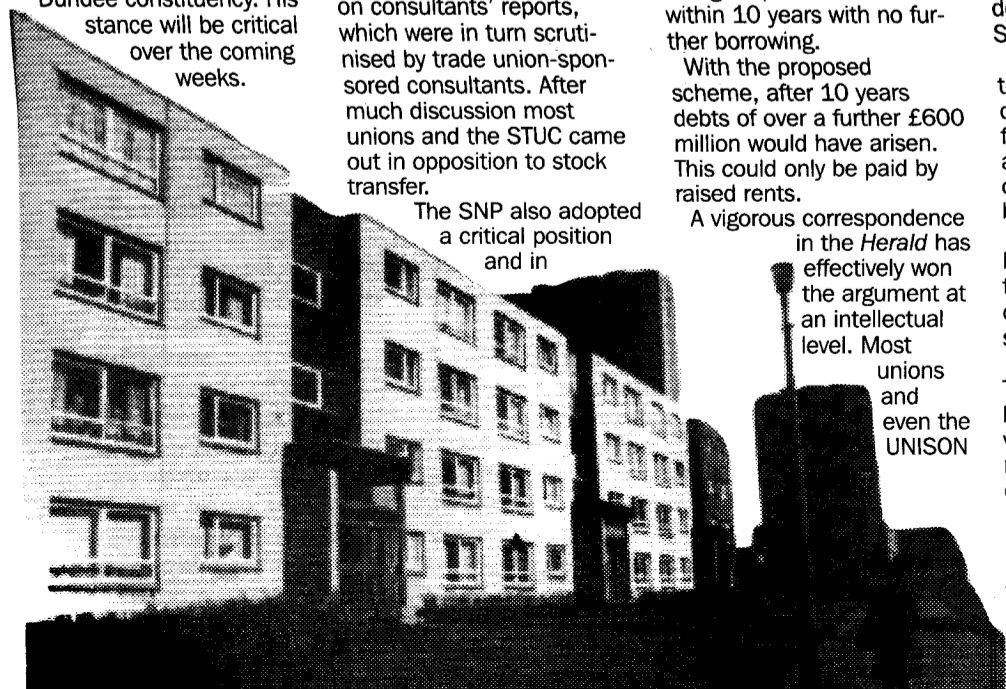 Dundee constituency. His
stance will be critical
over the coming
weeks.
on consultants' reports,
which were in turn scruti-
nised by trade union-spon-
sored consultants. After
much discussion most
unions and the STUC came
out in opposition to stock
transfer.
The SNP also adopted
a critical position
and in
within 10 years with no fur-
ther borrowing.
With the proposed
scheme, after 10 years
debts of over a further £600
million would have arisen.
This could only be paid by
raised rents.
A vigorous correspondence
in the Herald has
effectively won
the argument at
an intellectual
level. Most
unions
and
even the
UNISON